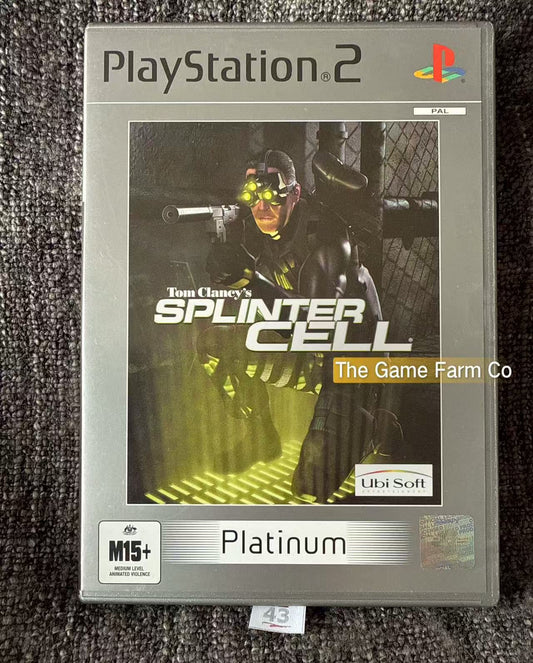 PlayStation®2
PAL
Tom Clancy's
SPLINTER
CELL
The Game Farm Co
Ubi Soft
ENTERTAINMENT
M15+
MEDIUM LEVEL
ANIMATED VIOLENCE
Platinum
43